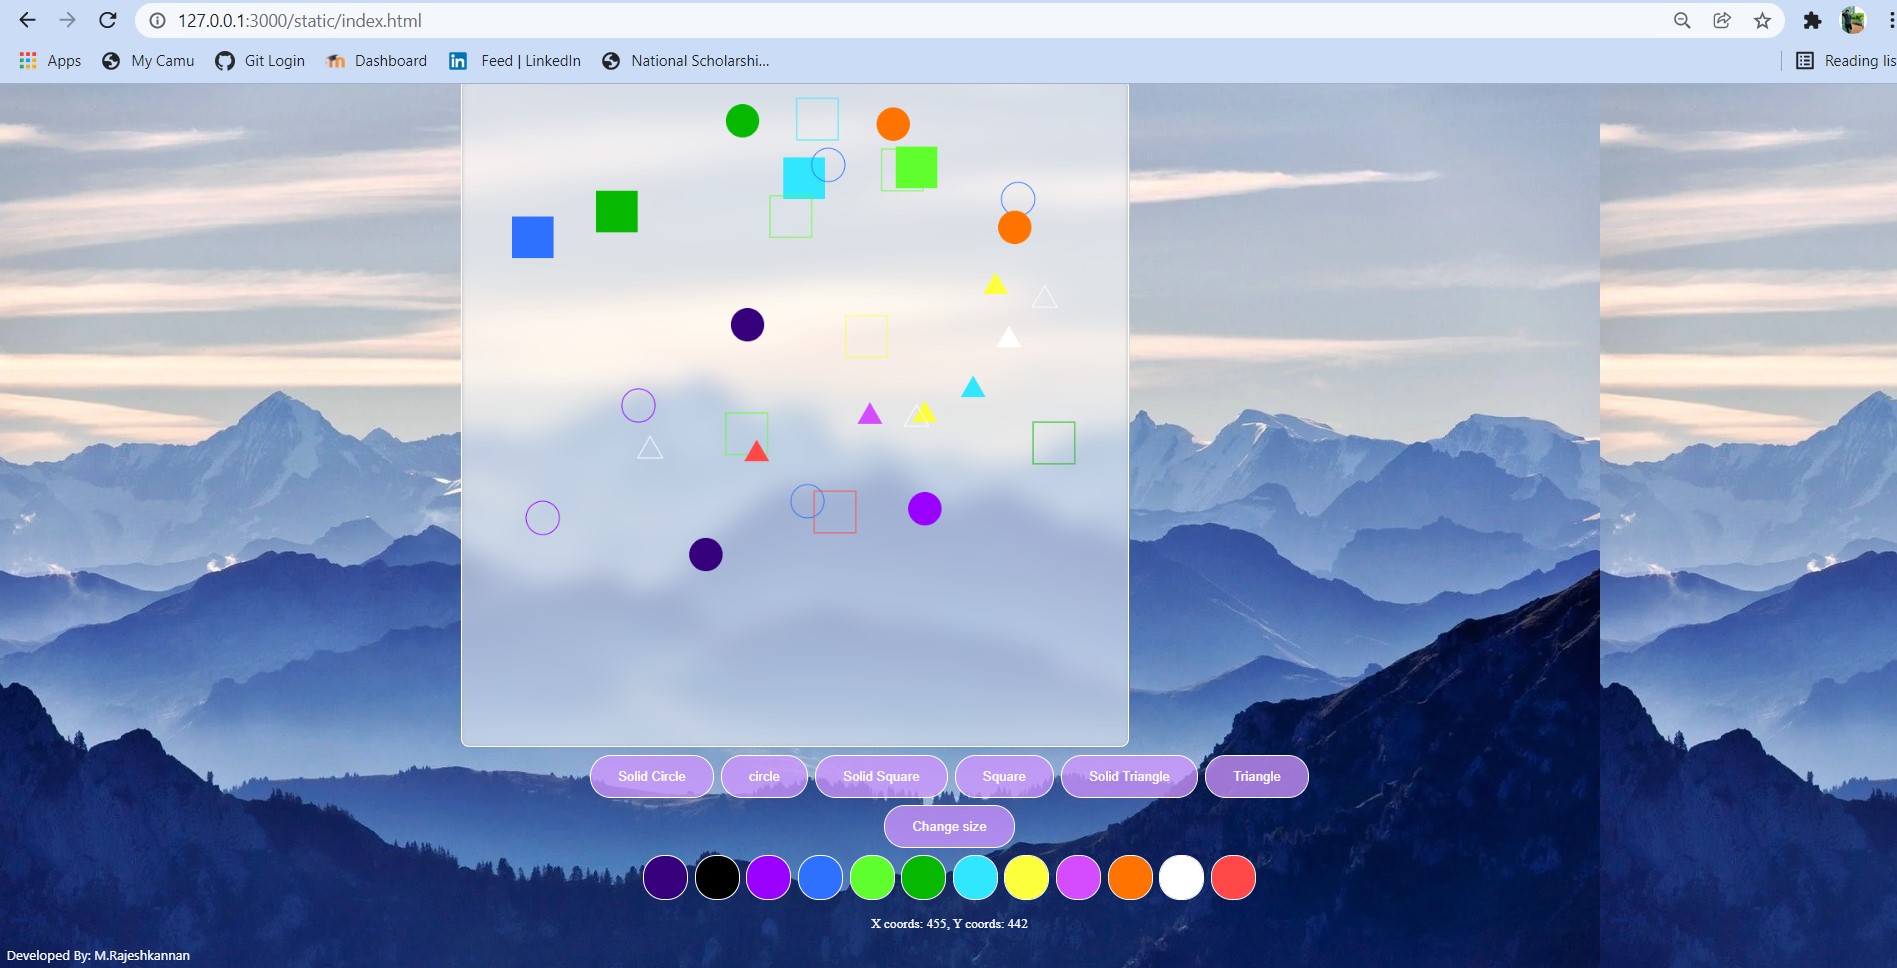 127.0.0.1:3000/static/index.html
Apps My Camu Git Login Dashboard Feed | LinkedIn National Scholarshi... Reading lis
Solid Circle circle Solid Square Square Solid Triangle Triangle
Change size
X coords: 455, Y coords: 442
Developed By: M.Rajeshkannan